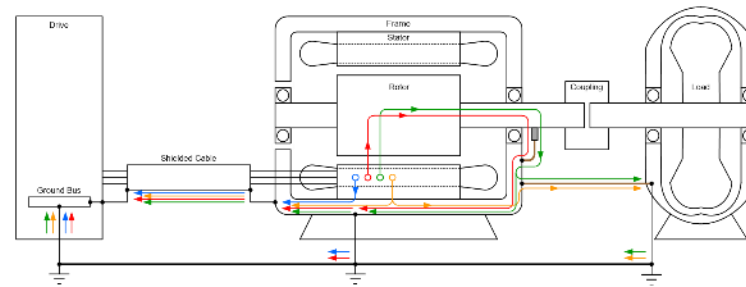 Drive
Frame
Stator
Rotor
Coupling
Load
Shielded Cable
Ground Bus